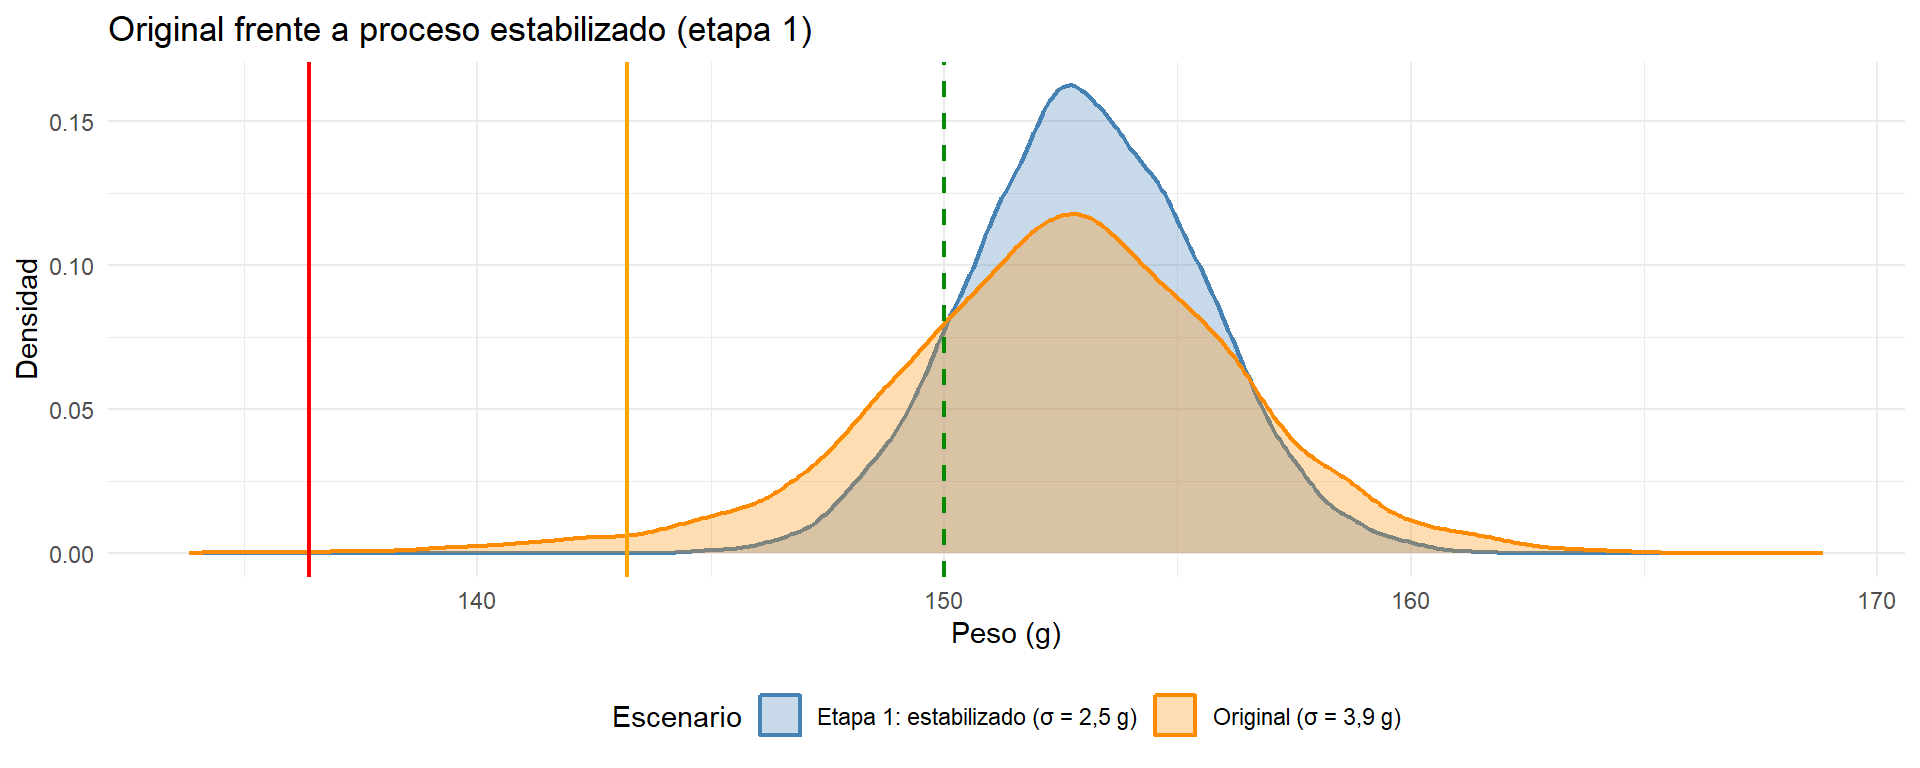 Original frente a proceso estabilizado (etapa 1)
0.15
0.10
0.05
0.00
Densidad
140 150 160 170
Peso (g)
Escenario Etapa 1: estabilizado (σ = 2,5 g) Original (σ = 3,9 g)